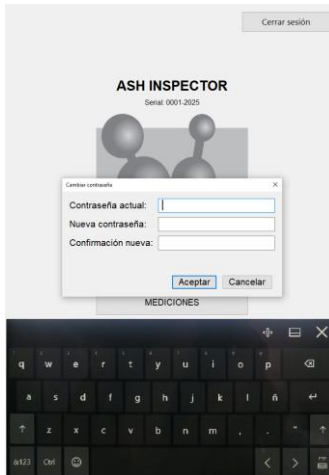 Cerrar sesión
ASH INSPECTOR
Serial: 0001-2025
Cambiar contraseña
Contraseña actual:
Nueva contraseña:
Confirmación nueva:
Aceptar Cancelar
MEDICIONES
q w e r t y u i o p
a s d f g h j k l ñ
z x c v b n m , .
&123 Ctrl